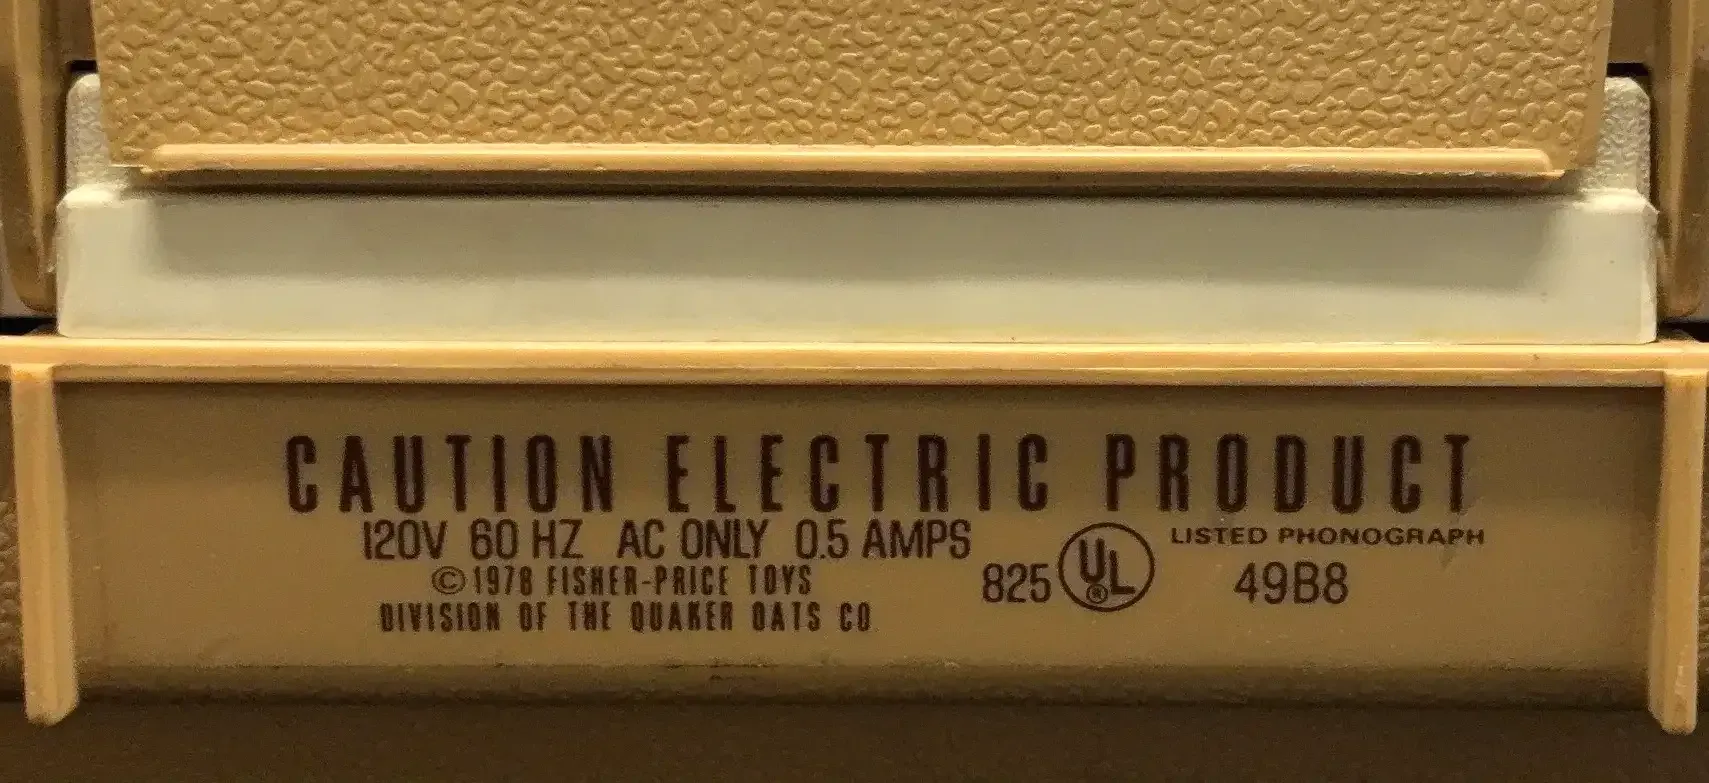 CAUTION ELECTRIC PRODUCT
120V 60 HZ AC ONLY 0.5 AMPS
© 1978 FISHER-PRICE TOYS
DIVISION OF THE QUAKER OATS CO
825 UL ®
LISTED PHONOGRAPH
49B8